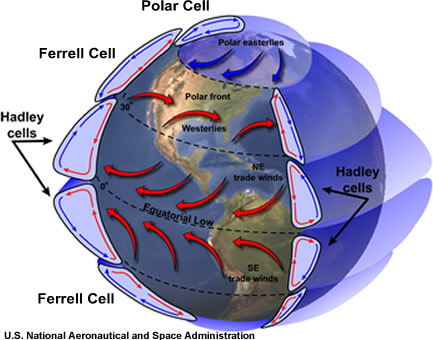 Polar Cell
Ferrell Cell
Polar easterlies
Hadley
cells
30°
Polar front
Westerlies
NE
trade winds
Hadley
cells
0°
Equatorial Low
SE
trade winds
Ferrell Cell
U.S. National Aeronautical and Space Administration